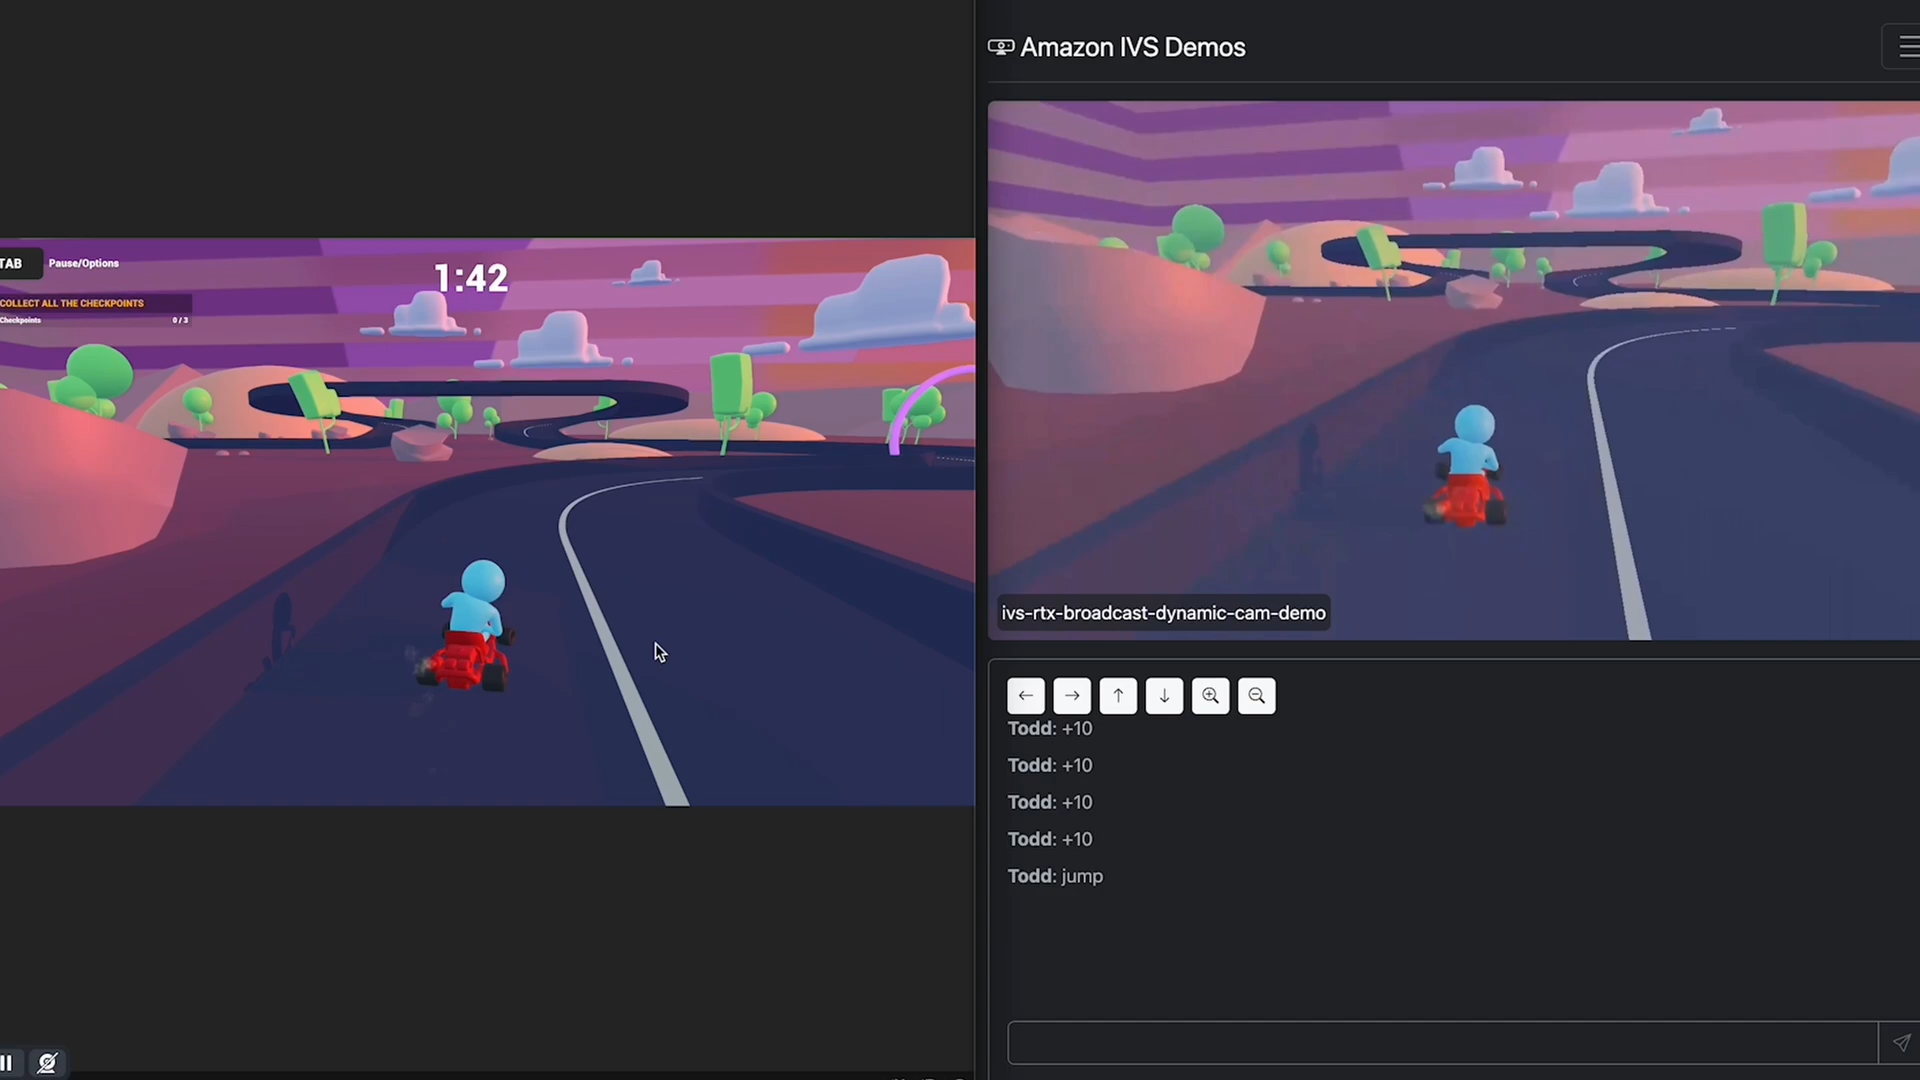 TAB Pause/Options
1:42
COLLECT ALL THE CHECKPOINTS
Checkpoints 0 / 3
Amazon IVS Demos
ivs-rtx-broadcast-dynamic-cam-demo
Todd: +10
Todd: +10
Todd: +10
Todd: +10
Todd: jump